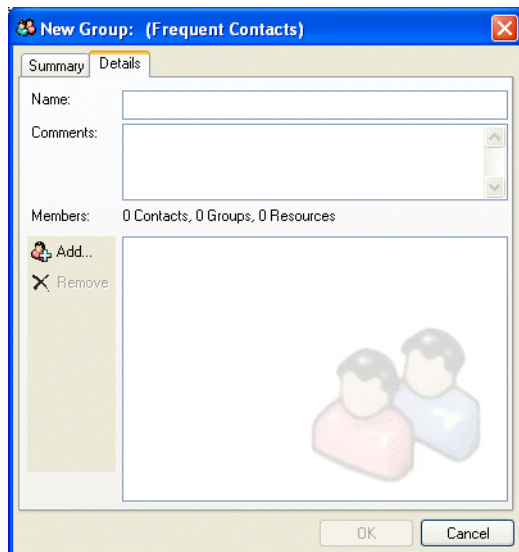 New Group: (Frequent Contacts)
Summary Details
Name:
Comments:
Members: 0 Contacts, 0 Groups, 0 Resources
Add...
Remove
OK Cancel